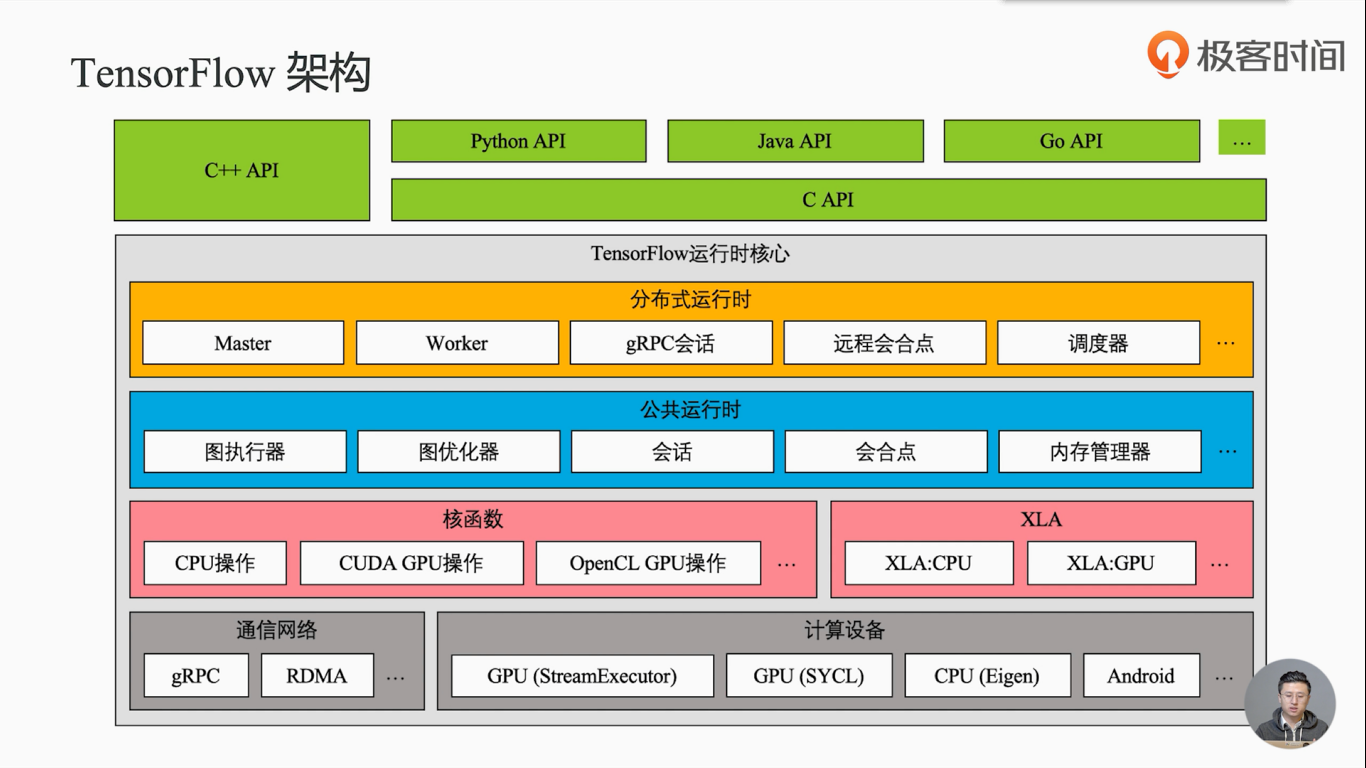 TensorFlow 架构
极客时间
C++ API
Python API
Java API
Go API
…
C API
TensorFlow运行时核心
分布式运行时
Master
Worker
gRPC会话
远程会合点
调度器
…
公共运行时
图执行器
图优化器
会话
会合点
内存管理器
…
核函数
CPU操作
CUDA GPU操作
OpenCL GPU操作
…
XLA
XLA:CPU
XLA:GPU
…
通信网络
gRPC
RDMA
…
计算设备
GPU (StreamExecutor)
GPU (SYCL)
CPU (Eigen)
Android
…